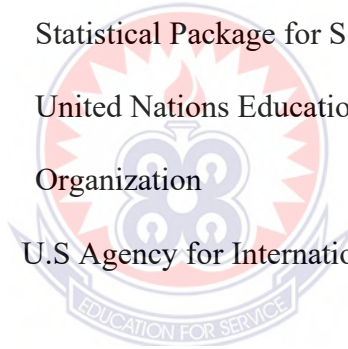 Statistical Package for S
United Nations Educatio
Organization
U.S Agency for Internatio
EDUCATION FOR SERVICE